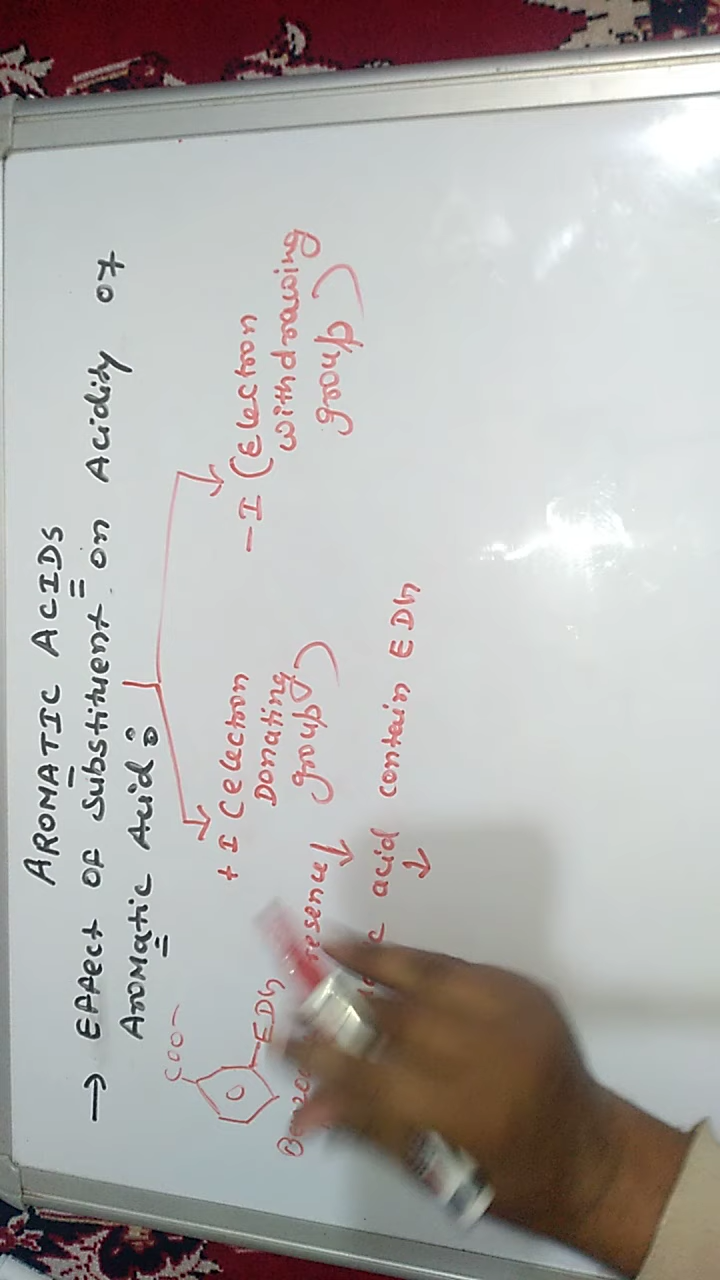 AROMATIC ACIDS
→ Effect of substituent on Acidity of
Aromatic Acid:
+I (electron
Donating
group)
-I (Electron
withdrawing
group)
COO-
EDG
acid contain EDG